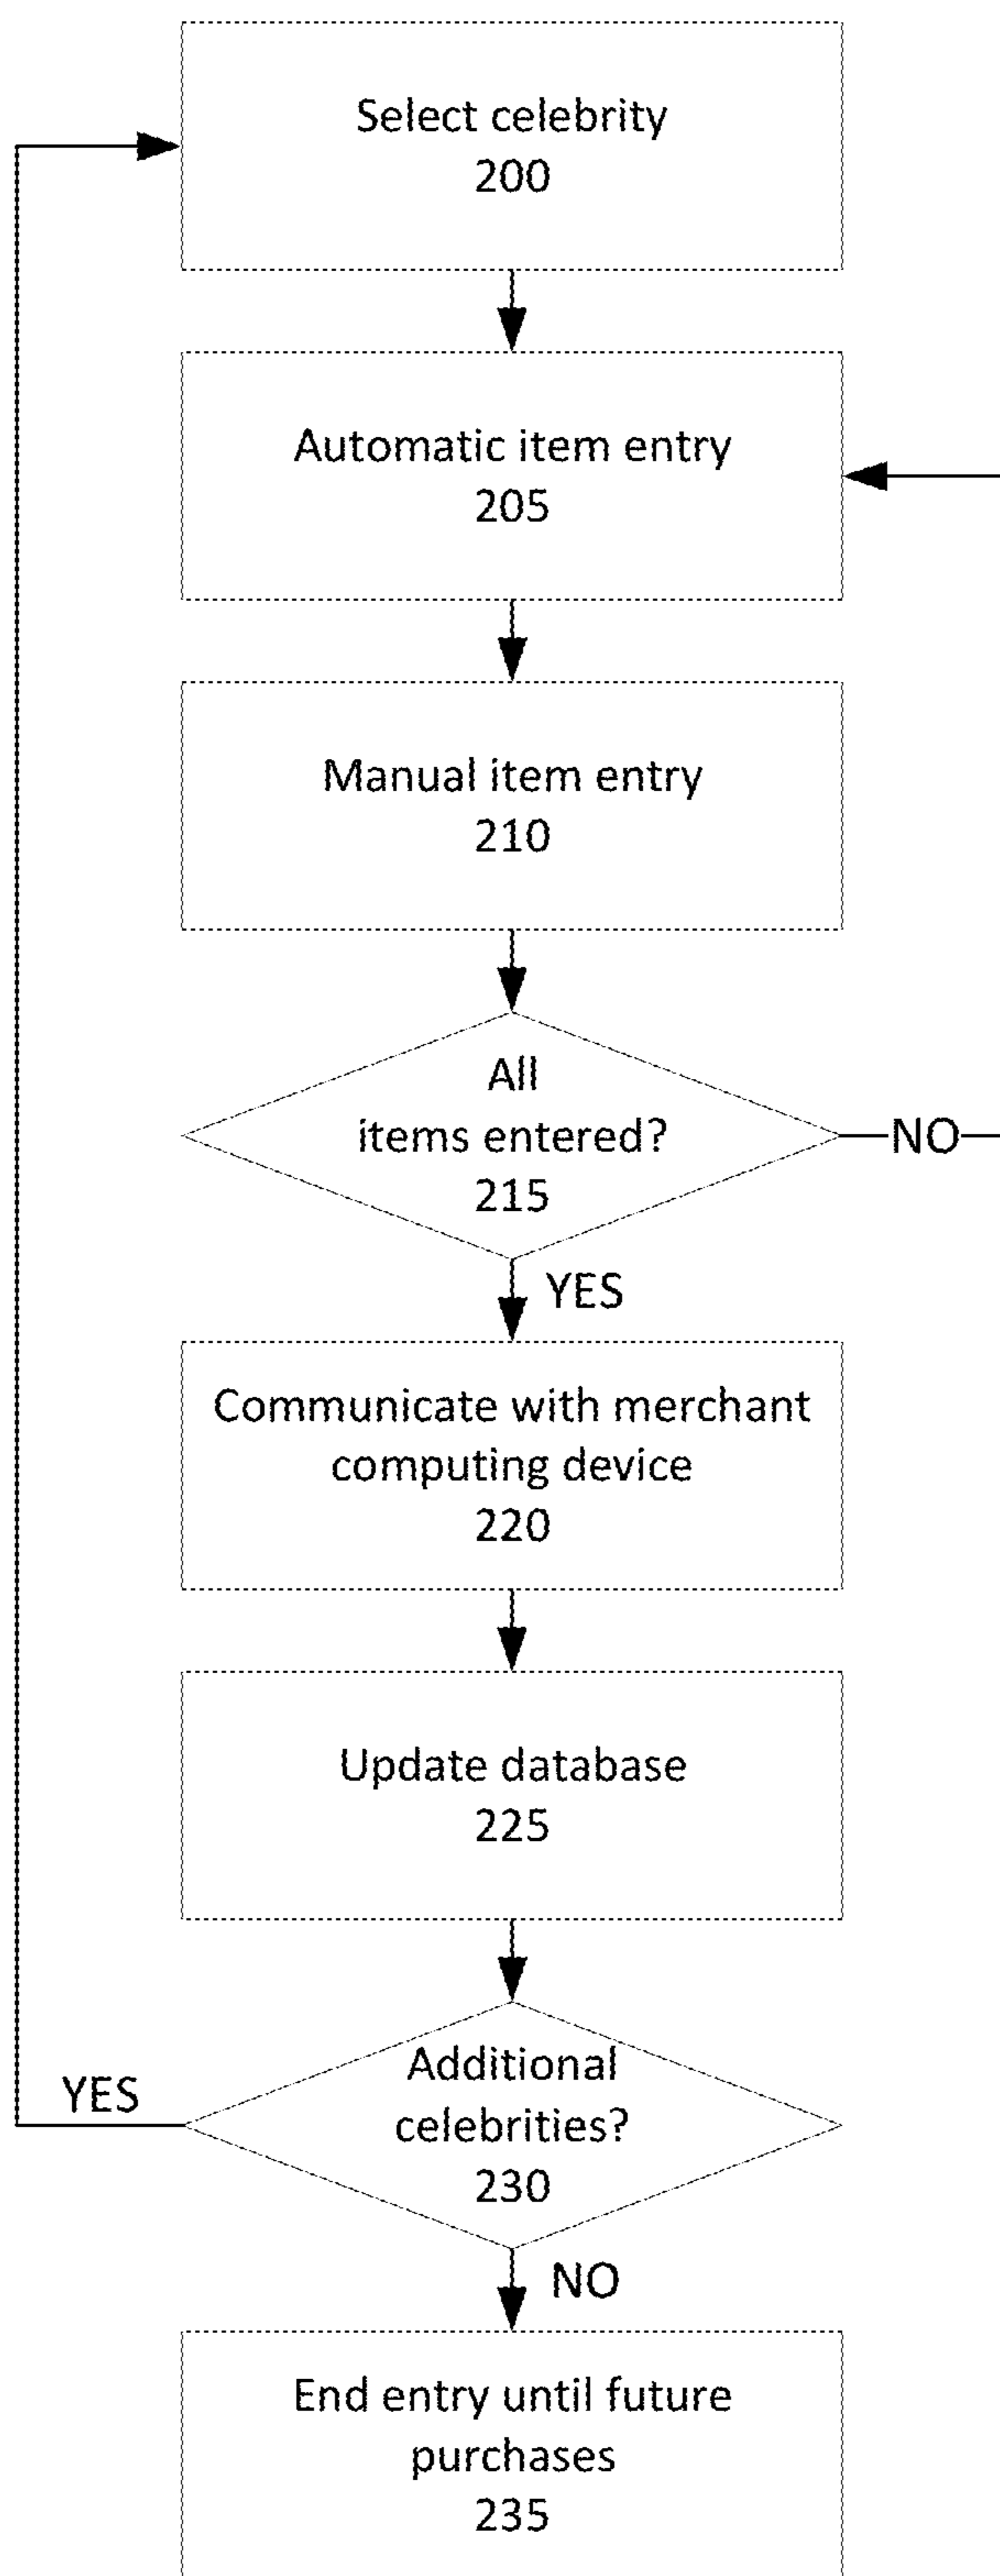 Select celebrity
200
Automatic item entry
205
Manual item entry
210
All
items entered?
215
NO
YES
Communicate with merchant
computing device
220
Update database
225
Additional
celebrities?
230
YES
NO
End entry until future
purchases
235